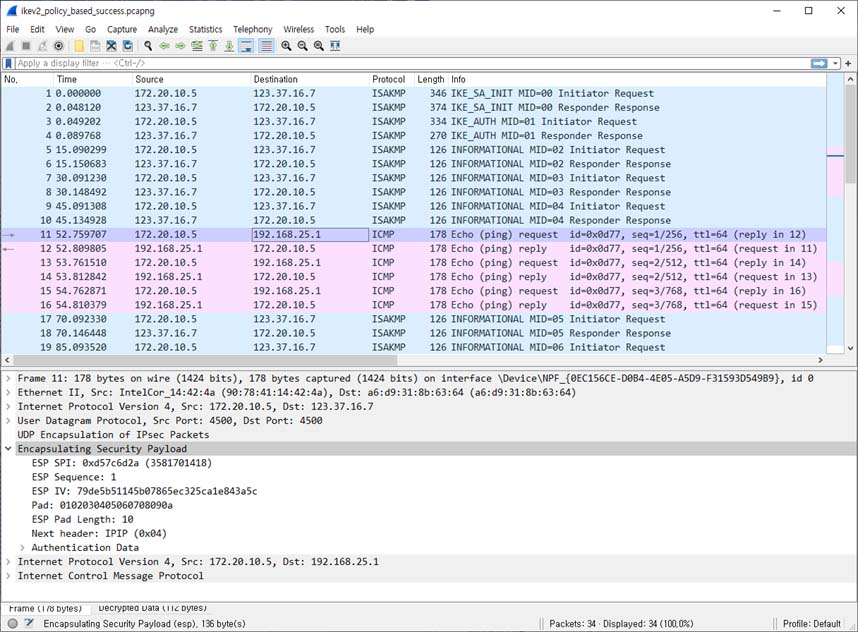 ikev2_policy_based_success.pcapng
File Edit View Go Capture Analyze Statistics Telephony Wireless Tools Help
Apply a display filter ... <Ctrl-/>
No. Time Source Destination Protocol Length Info
1 0.000000 172.20.10.5 123.37.16.7 ISAKMP 346 IKE_SA_INIT MID=00 Initiator Request
2 0.048120 123.37.16.7 172.20.10.5 ISAKMP 374 IKE_SA_INIT MID=00 Responder Response
3 0.049202 172.20.10.5 123.37.16.7 ISAKMP 334 IKE_AUTH MID=01 Initiator Request
4 0.089768 123.37.16.7 172.20.10.5 ISAKMP 270 IKE_AUTH MID=01 Responder Response
5 15.090299 172.20.10.5 123.37.16.7 ISAKMP 126 INFORMATIONAL MID=02 Initiator Request
6 15.150683 123.37.16.7 172.20.10.5 ISAKMP 126 INFORMATIONAL MID=02 Responder Response
7 30.091230 172.20.10.5 123.37.16.7 ISAKMP 126 INFORMATIONAL MID=03 Initiator Request
8 30.148492 123.37.16.7 172.20.10.5 ISAKMP 126 INFORMATIONAL MID=03 Responder Response
9 45.091308 172.20.10.5 123.37.16.7 ISAKMP 126 INFORMATIONAL MID=04 Initiator Request
10 45.134928 123.37.16.7 172.20.10.5 ISAKMP 126 INFORMATIONAL MID=04 Responder Response
11 52.759707 172.20.10.5 192.168.25.1 ICMP 178 Echo (ping) request id=0x0d77, seq=1/256, ttl=64 (reply in 12)
12 52.809805 192.168.25.1 172.20.10.5 ICMP 178 Echo (ping) reply id=0x0d77, seq=1/256, ttl=64 (request in 11)
13 53.761510 172.20.10.5 192.168.25.1 ICMP 178 Echo (ping) request id=0x0d77, seq=2/512, ttl=64 (reply in 14)
14 53.812842 192.168.25.1 172.20.10.5 ICMP 178 Echo (ping) reply id=0x0d77, seq=2/512, ttl=64 (request in 13)
15 54.762871 172.20.10.5 192.168.25.1 ICMP 178 Echo (ping) request id=0x0d77, seq=3/768, ttl=64 (reply in 16)
16 54.810379 192.168.25.1 172.20.10.5 ICMP 178 Echo (ping) reply id=0x0d77, seq=3/768, ttl=64 (request in 15)
17 70.092330 172.20.10.5 123.37.16.7 ISAKMP 126 INFORMATIONAL MID=05 Initiator Request
18 70.146448 123.37.16.7 172.20.10.5 ISAKMP 126 INFORMATIONAL MID=05 Responder Response
19 85.093520 172.20.10.5 123.37.16.7 ISAKMP 126 INFORMATIONAL MID=06 Initiator Request
Frame 11: 178 bytes on wire (1424 bits), 178 bytes captured (1424 bits) on interface \Device\NPF_{0EC156CE-D0B4-4E05-A5D9-F31593D549B9}, id 0
Ethernet II, Src: IntelCor_14:42:4a (90:78:41:14:42:4a), Dst: a6:d9:31:8b:63:64 (a6:d9:31:8b:63:64)
Internet Protocol Version 4, Src: 172.20.10.5, Dst: 123.37.16.7
User Datagram Protocol, Src Port: 4500, Dst Port: 4500
UDP Encapsulation of IPsec Packets
Encapsulating Security Payload
ESP SPI: 0xd57c6d2a (3581701418)
ESP Sequence: 1
ESP IV: 79de5b51145b07865ec325ca1e843a5c
Pad: 0102030405060708090a
ESP Pad Length: 10
Next header: IPIP (0x04)
Authentication Data
Internet Protocol Version 4, Src: 172.20.10.5, Dst: 192.168.25.1
Internet Control Message Protocol
Frame (178 bytes) Decrypted Data (112 bytes)
Encapsulating Security Payload (esp), 136 byte(s) Packets: 34 · Displayed: 34 (100.0%) Profile: Default